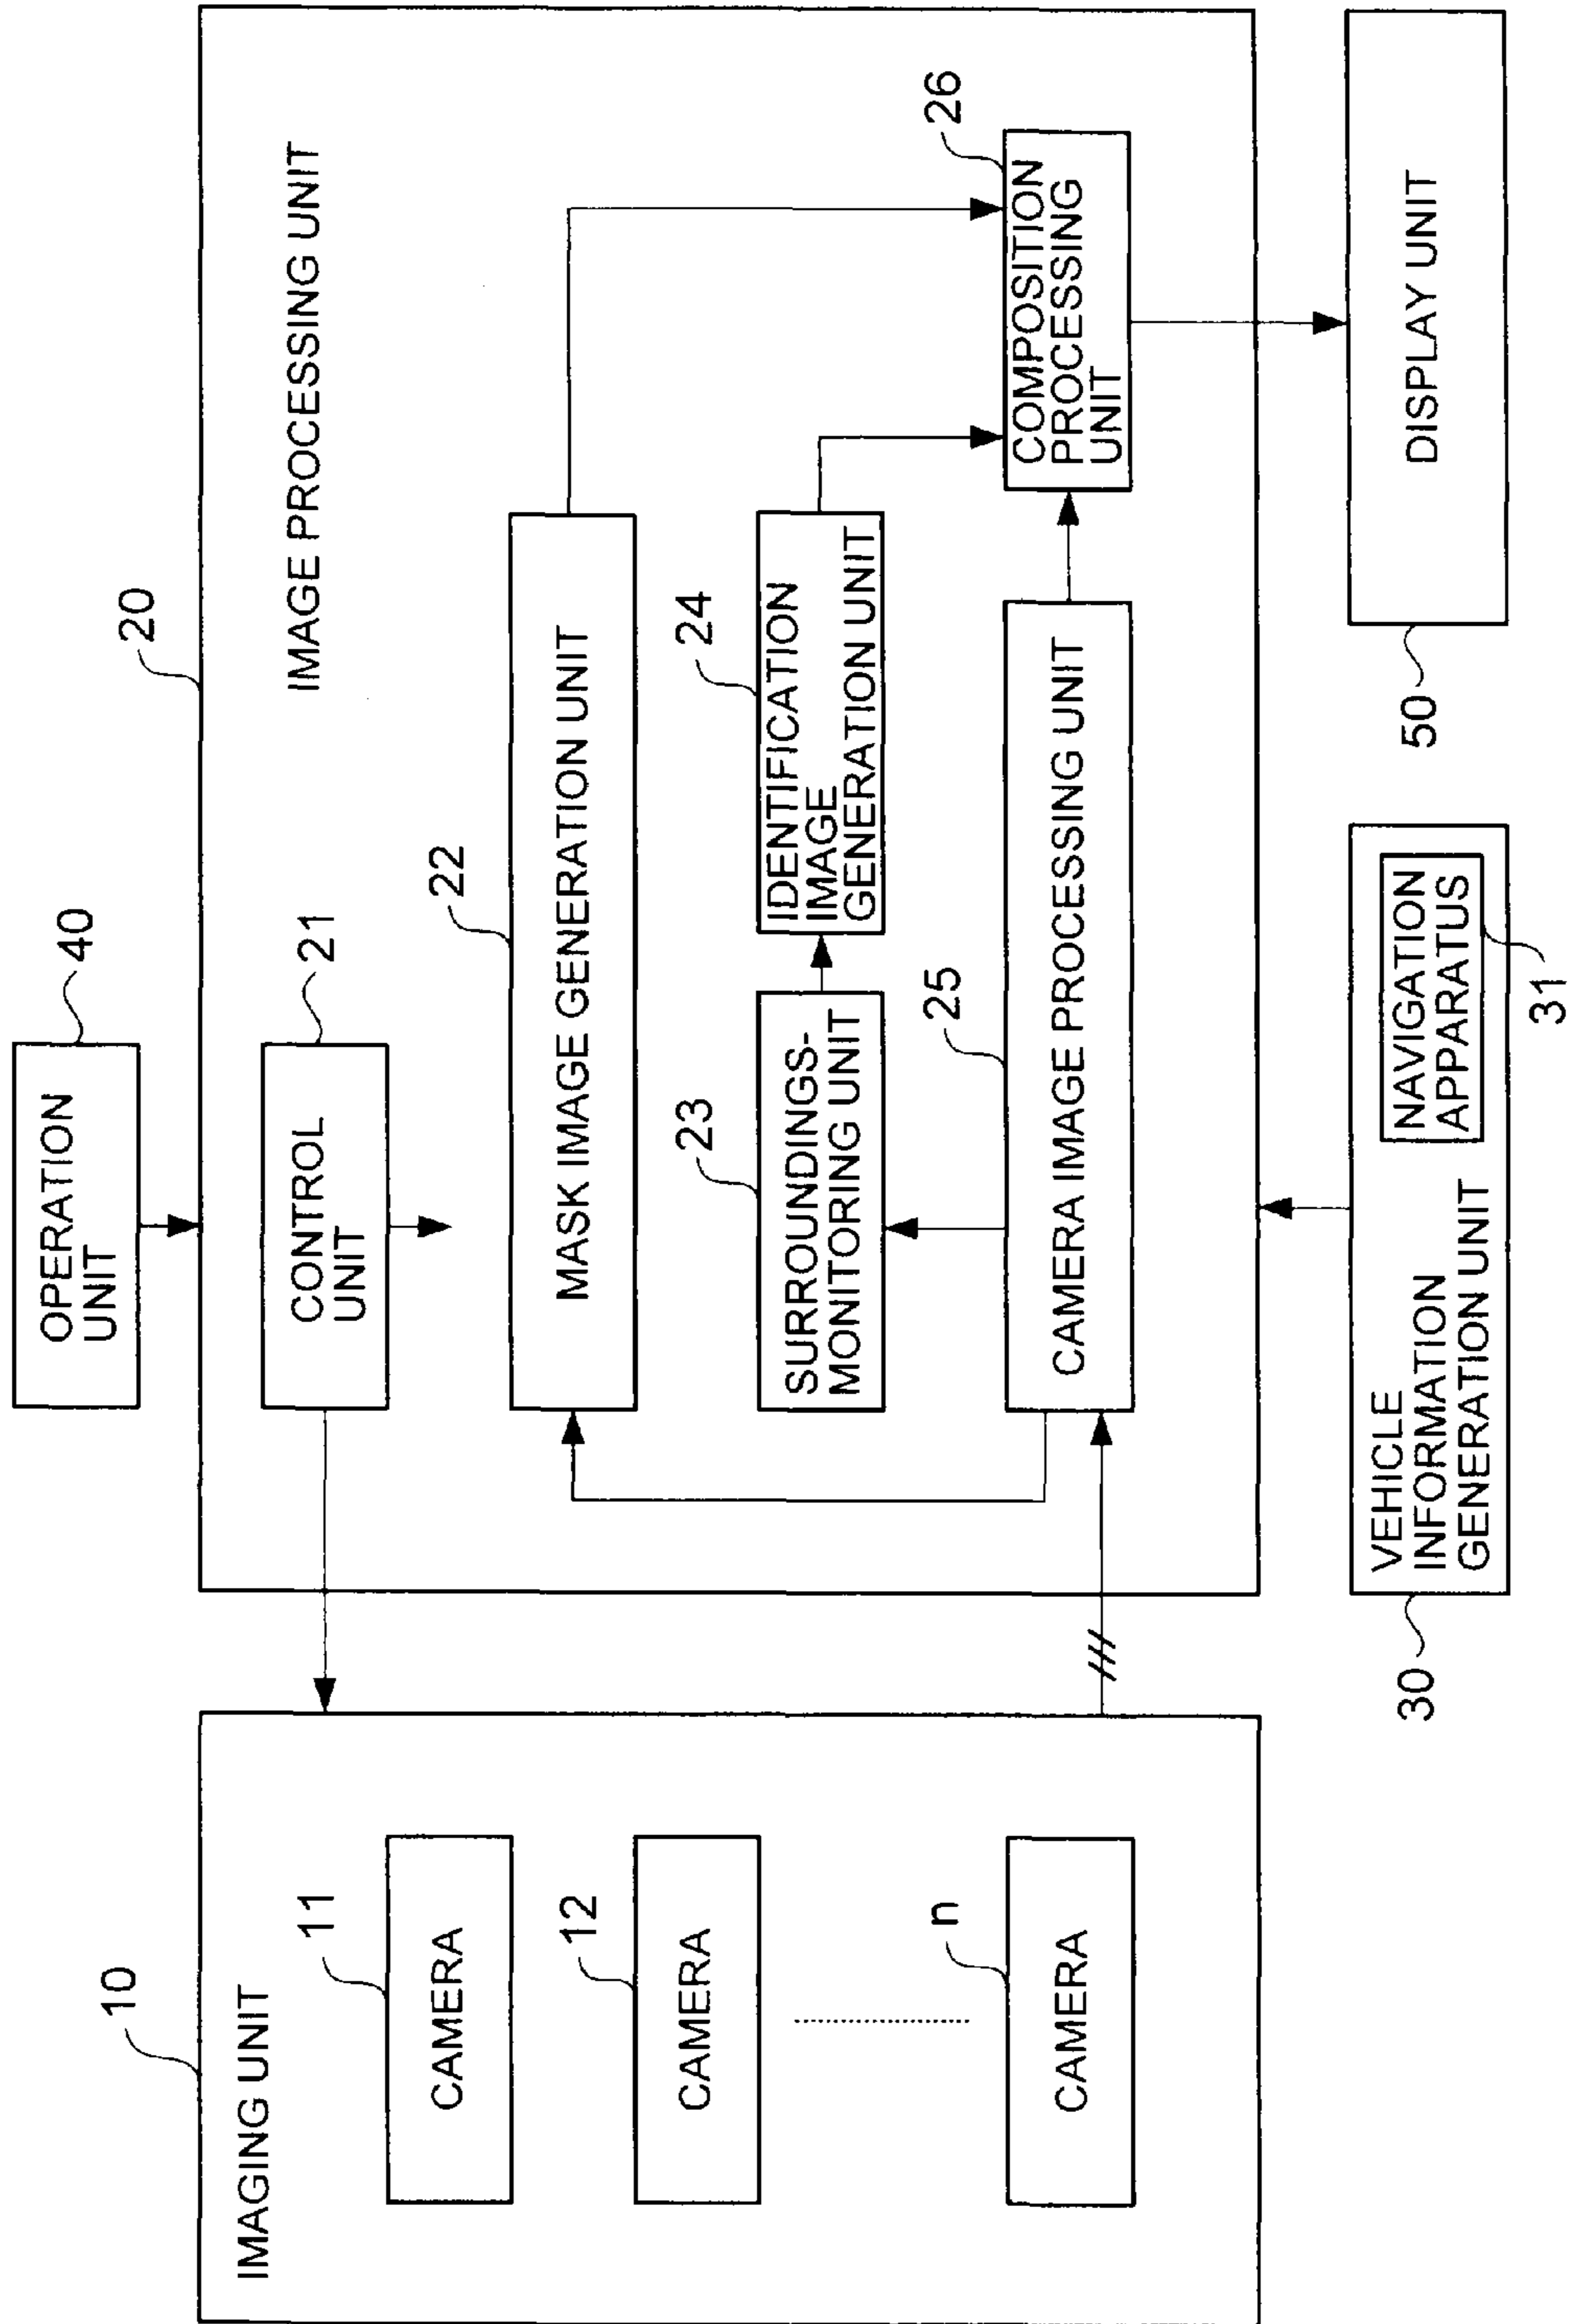 10
IMAGING UNIT
11
CAMERA
12
CAMERA
n
CAMERA
40
OPERATION
UNIT
20
IMAGE PROCESSING UNIT
21
CONTROL
UNIT
22
MASK IMAGE GENERATION UNIT
23
SURROUNDINGS-
MONITORING UNIT
24
IDENTIFICATION
IMAGE
GENERATION UNIT
25
CAMERA IMAGE PROCESSING UNIT
26
COMPOSITION
PROCESSING
UNIT
30
VEHICLE
INFORMATION
GENERATION UNIT
NAVIGATION
APPARATUS
31
50
DISPLAY UNIT